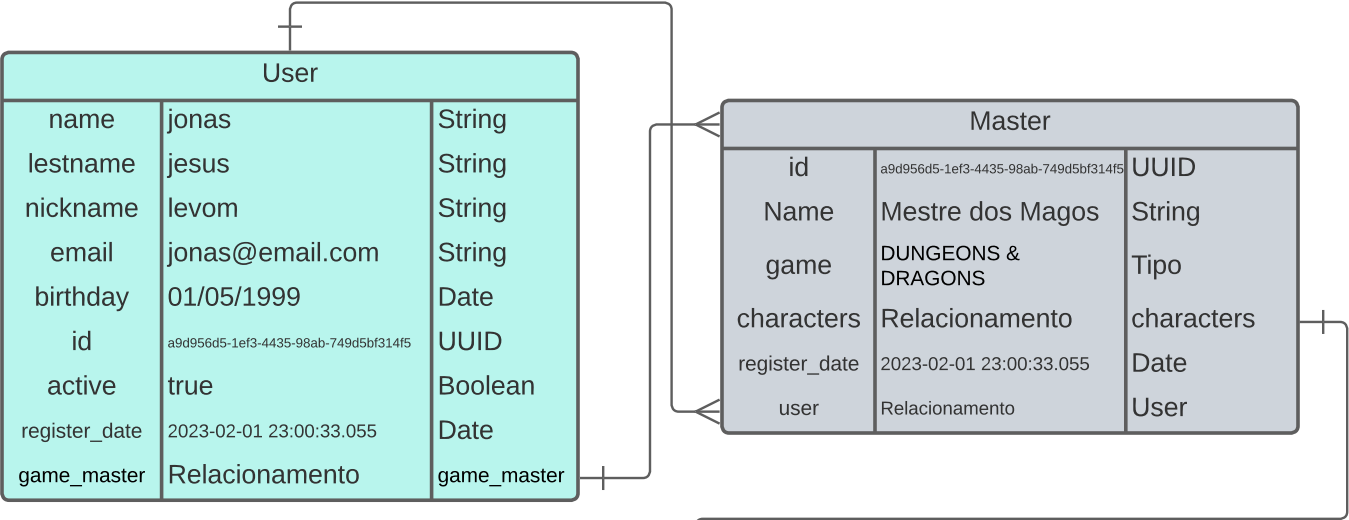 User
name jonas String
lestname jesus String
nickname levom String
email jonas@email.com String
birthday 01/05/1999 Date
id a9d956d5-1ef3-4435-98ab-749d5bf314f5 UUID
active true Boolean
register_date 2023-02-01 23:00:33.055 Date
game_master Relacionamento game_master
Master
id a9d956d5-1ef3-4435-98ab-749d5bf314f5 UUID
Name Mestre dos Magos String
game DUNGEONS &
DRAGONS Tipo
characters Relacionamento characters
register_date 2023-02-01 23:00:33.055 Date
user Relacionamento User